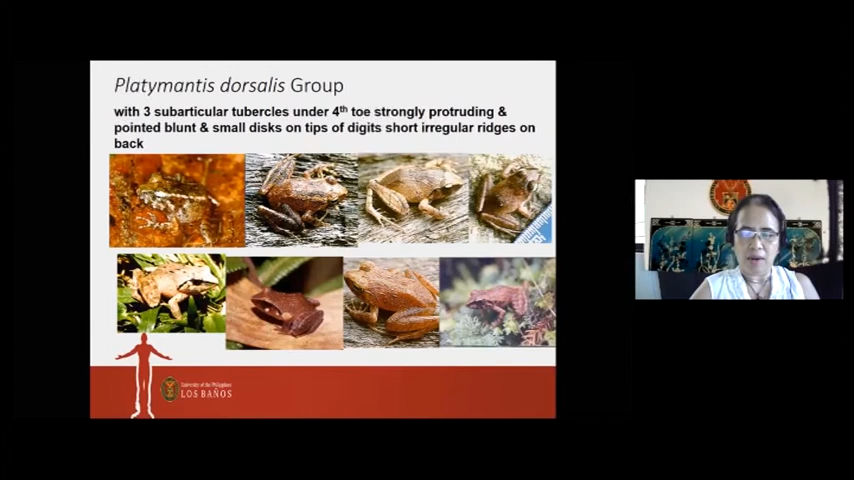 Platymantis dorsalis Group
with 3 subarticular tubercles under 4th toe strongly protruding &
pointed blunt & small disks on tips of digits short irregular ridges on
back
University of the Philippines
LOS BAÑOS